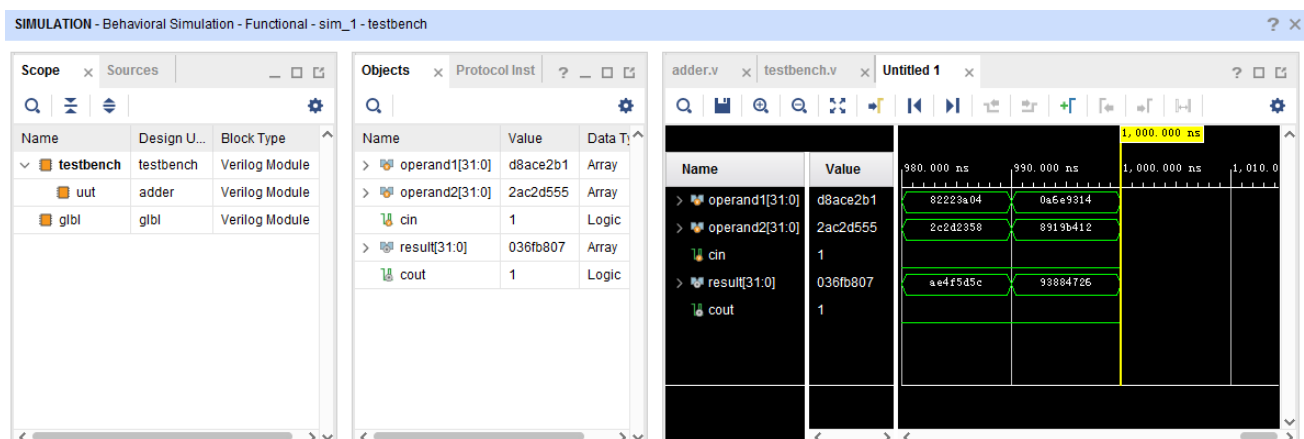 SIMULATION - Behavioral Simulation - Functional - sim_1 - testbench
Scope
Sources
Name Design U... Block Type
testbench testbench Verilog Module
uut adder Verilog Module
glbl glbl Verilog Module
Objects
Protocol Inst
Name Value Data Ty
operand1[31:0] d8ace2b1 Array
operand2[31:0] 2ac2d555 Array
cin 1 Logic
result[31:0] 036fb807 Array
cout 1 Logic
adder.v
testbench.v
Untitled 1
1,000.000 ns
Name Value 980.000 ns 990.000 ns 1,000.000 ns 1,010.0
operand1[31:0] d8ace2b1 82223a04 0a6e9314
operand2[31:0] 2ac2d555 2c2d2358 8919b412
cin 1
result[31:0] 036fb807 ae4f5d5c 93884726
cout 1